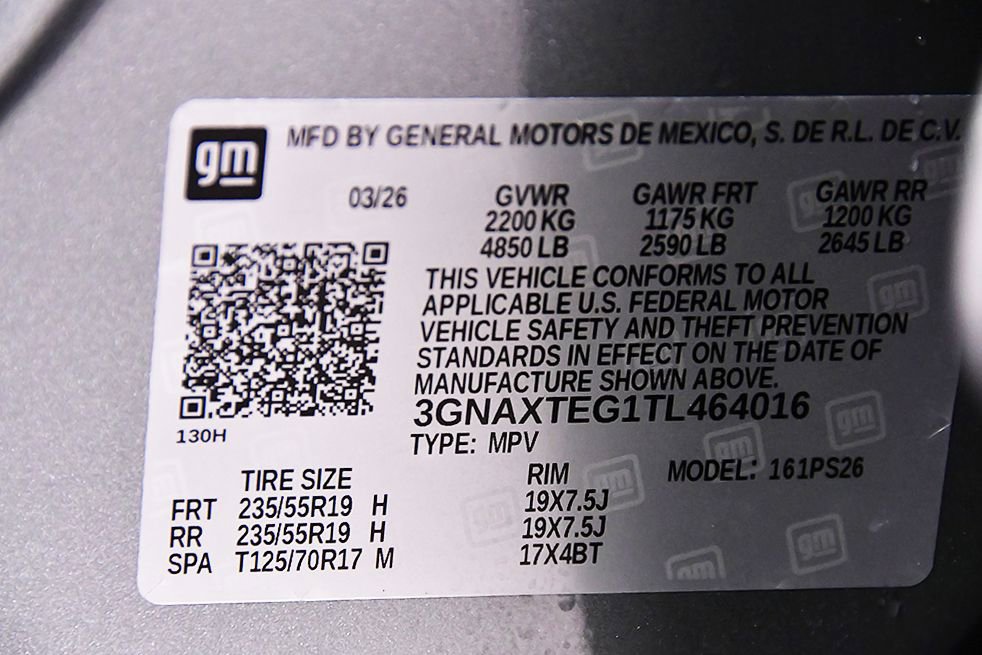 gm
MFD BY GENERAL MOTORS DE MEXICO, S. DE R.L. DE C.V.
03/26 GVWR GAWR FRT GAWR RR
2200 KG 1175 KG 1200 KG
4850 LB 2590 LB 2645 LB
THIS VEHICLE CONFORMS TO ALL
APPLICABLE U.S. FEDERAL MOTOR
VEHICLE SAFETY AND THEFT PREVENTION
STANDARDS IN EFFECT ON THE DATE OF
MANUFACTURE SHOWN ABOVE.
3GNAXTEG1TL464016
130H
TYPE: MPV
TIRE SIZE RIM MODEL: 161PS26
FRT 235/55R19 H 19X7.5J
RR 235/55R19 H 19X7.5J
SPA T125/70R17 M 17X4BT